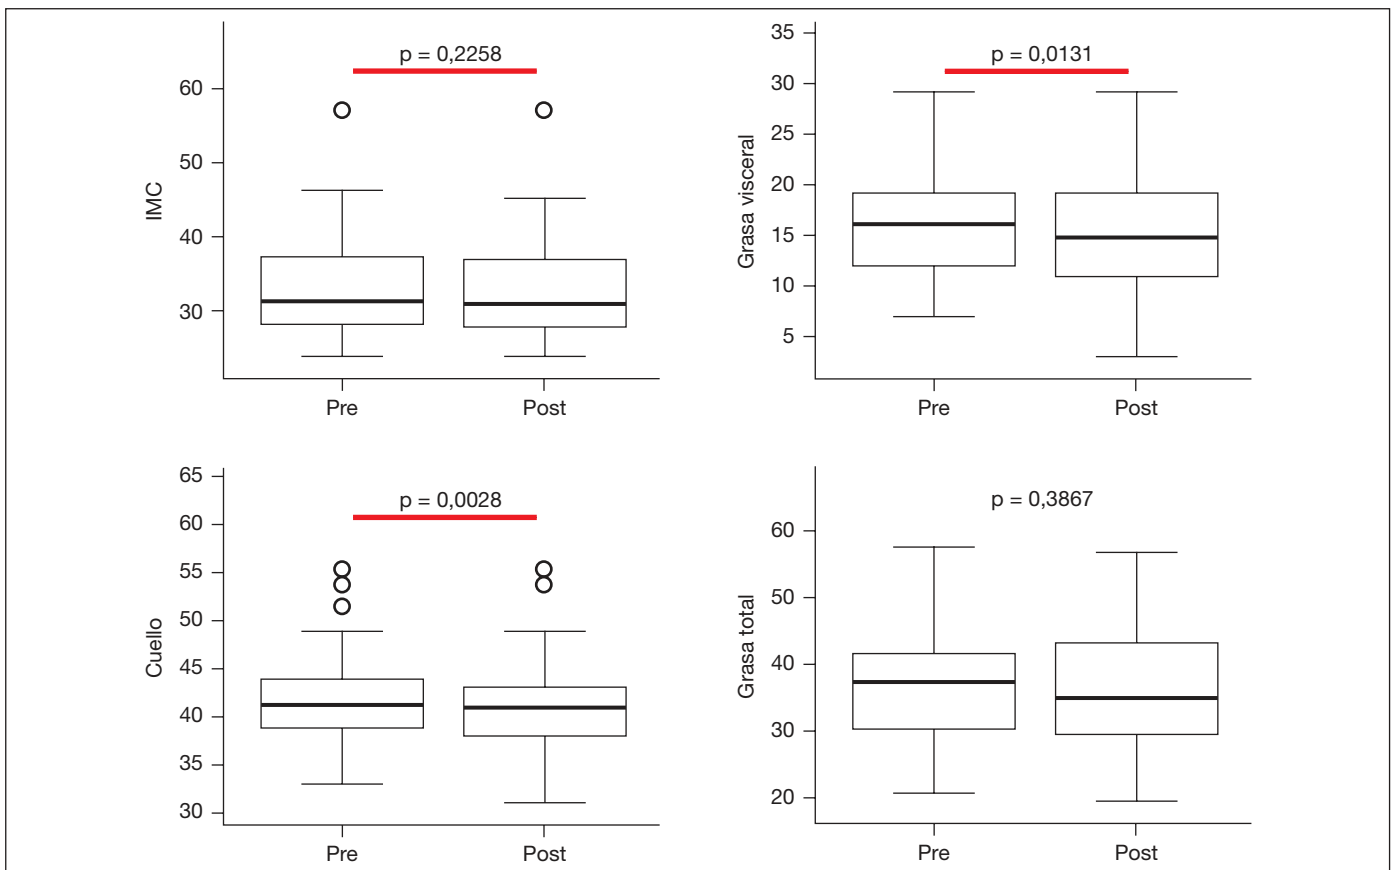 p = 0,2258
60
50
40
30
IMC
Pre
Post
p = 0,0131
35
30
25
20
15
10
5
Grasa visceral
Pre
Post
p = 0,0028
65
60
55
50
45
40
35
30
Cuello
Pre
Post
p = 0,3867
60
50
40
30
20
Grasa total
Pre
Post